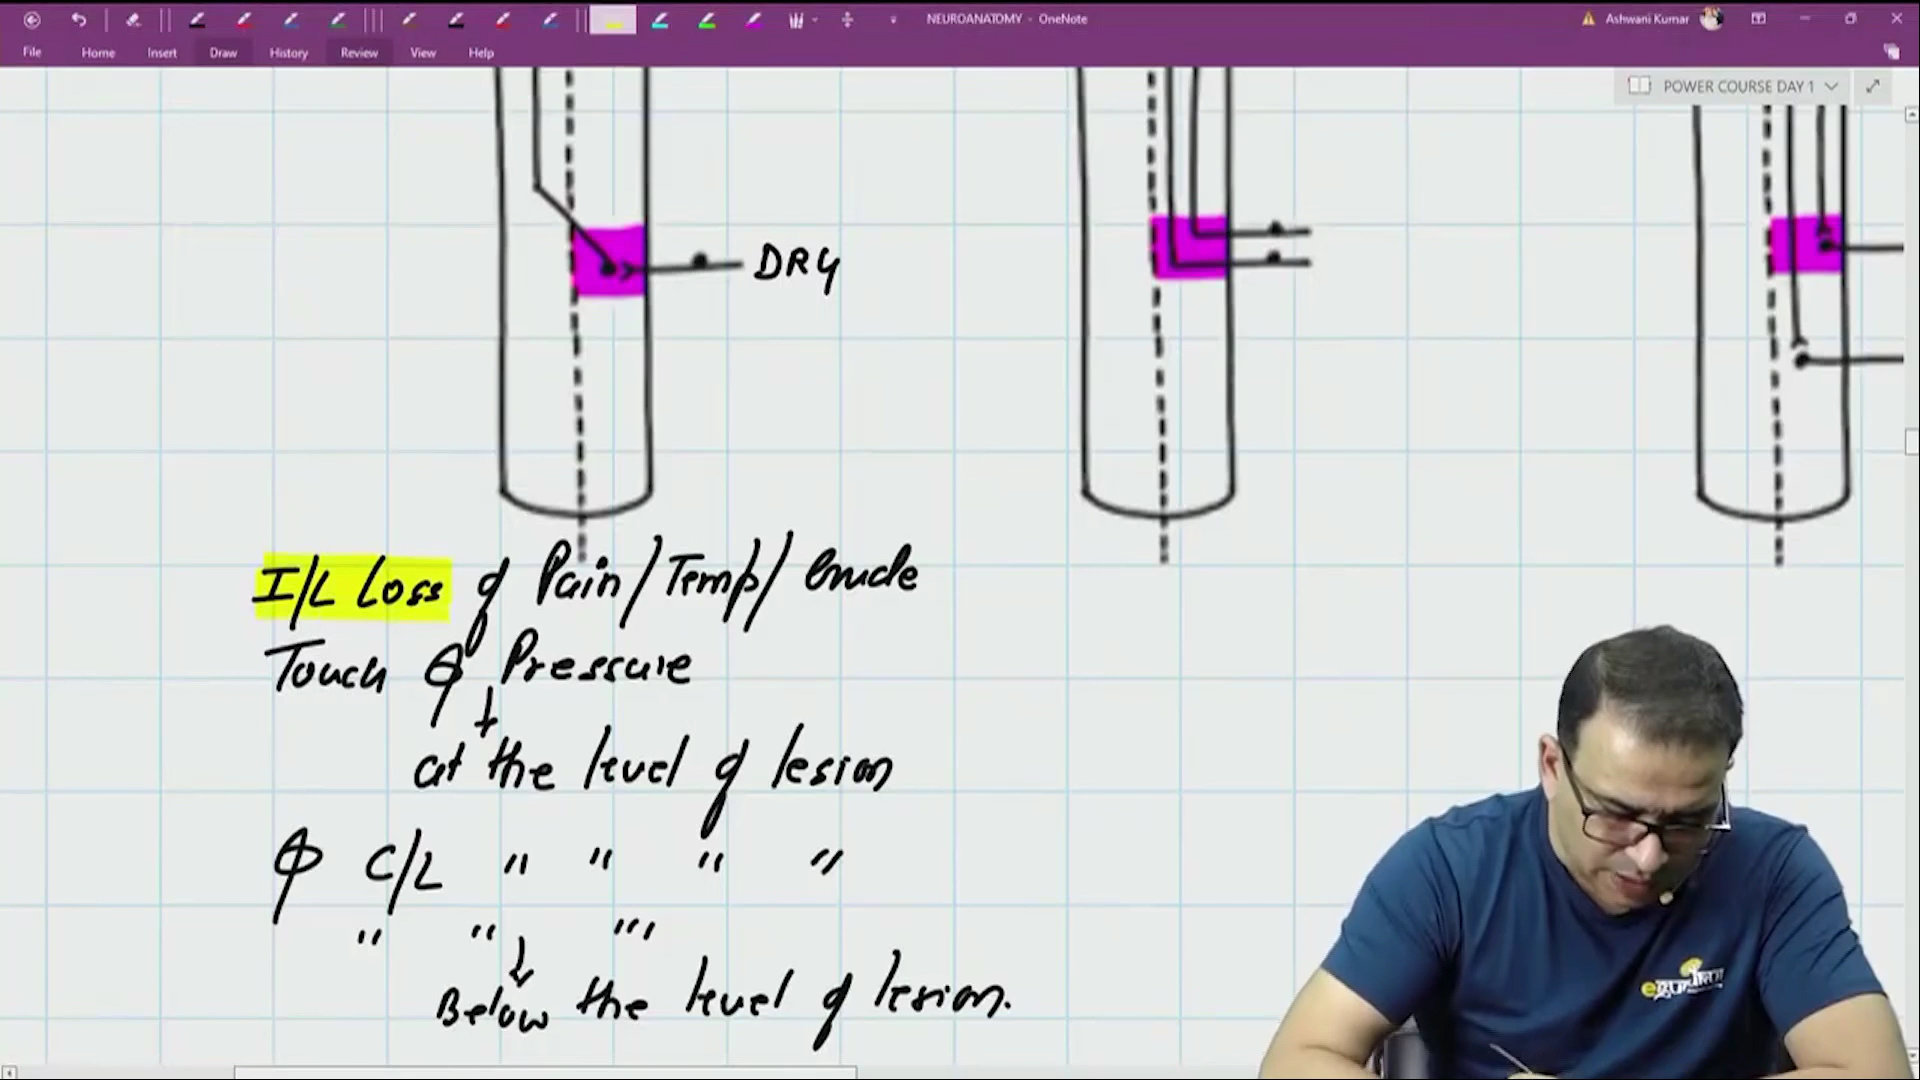 NEUROANATOMY - OneNote
Ashwani Kumar
File Home Insert Draw History Review View Help
POWER COURSE DAY 1
DRG
I/L Loss of Pain/Temp/Crude
Touch & Pressure
↓
at the level of lesion
& C/L " " " "
" " "
↓
Below the level of lesion.